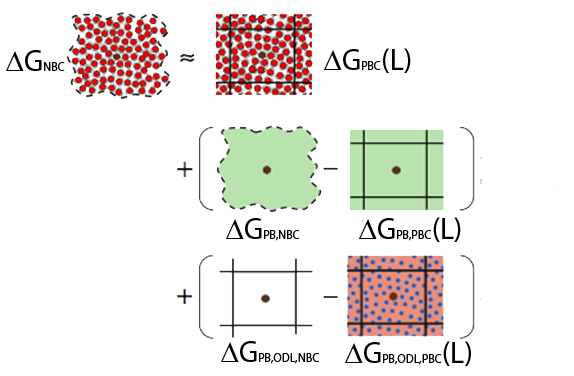 ΔG_NBC ≈ ΔG_PBC(L)
+ ( − )
ΔG_PB,NBC ΔG_PB,PBC(L)
+ ( − )
ΔG_PB,ODL,NBC ΔG_PB,ODL,PBC(L)